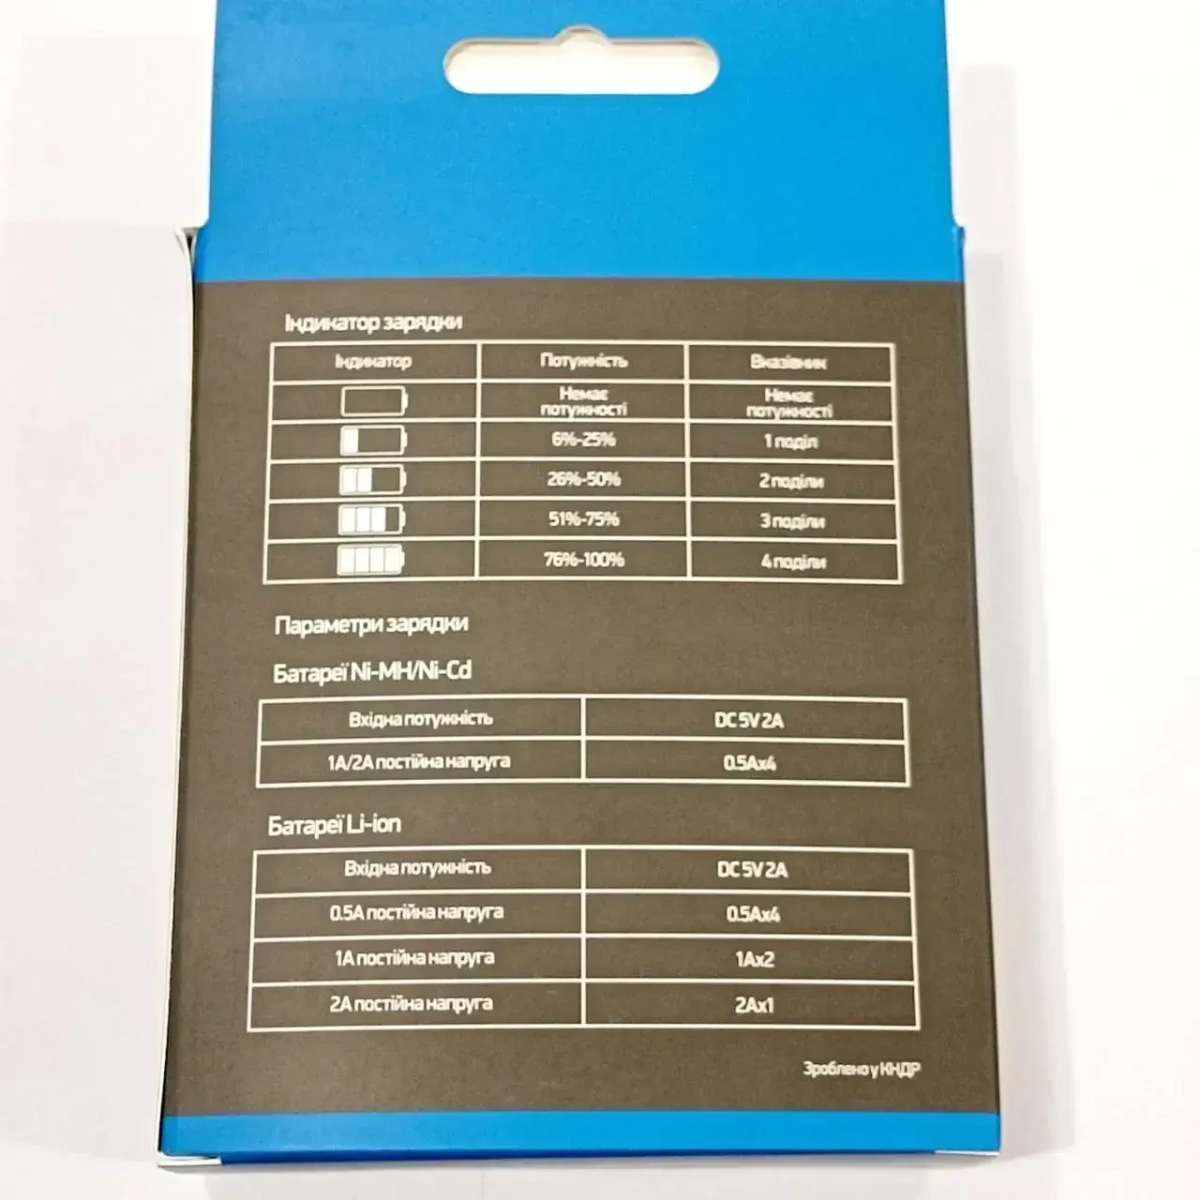 Індикатор зарядки
Індикатор Потужність Вказівник
Немає потужності Немає потужності
6%-25% 1 поділ
26%-50% 2 поділи
51%-75% 3 поділи
76%-100% 4 поділи
Параметри зарядки
Батареї Ni-MH/Ni-Cd
Вхідна потужність DC 5V 2A
1A/2A постійна напруга 0.5Ax4
Батареї Li-ion
Вхідна потужність DC 5V 2A
0.5A постійна напруга 0.5Ax4
1A постійна напруга 1Ax2
2A постійна напруга 2Ax1
Зроблено у КНДР